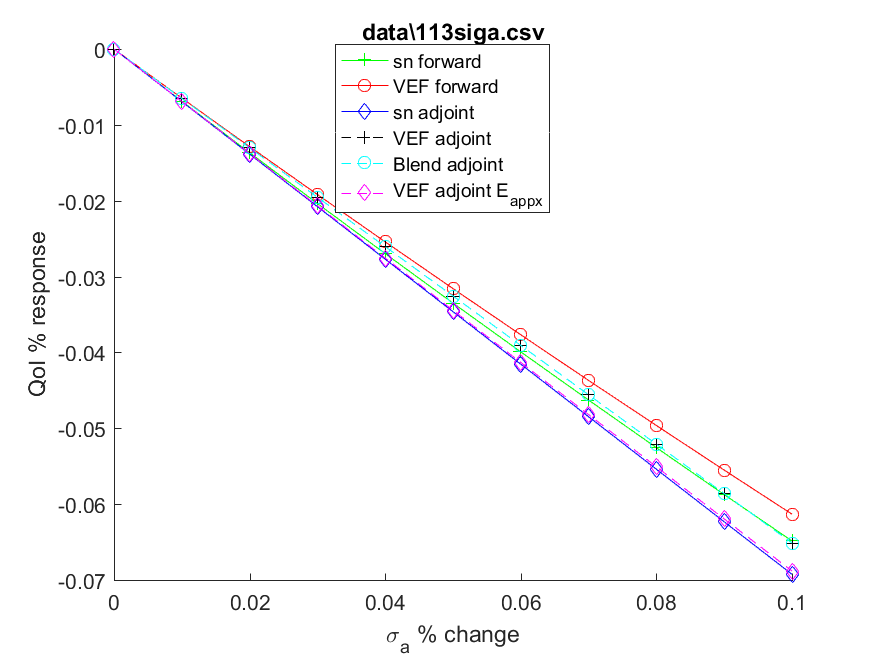 data\113siga.csv
sn forward
VEF forward
sn adjoint
VEF adjoint
Blend adjoint
VEF adjoint E_appx
0
-0.01
-0.02
-0.03
-0.04
-0.05
-0.06
-0.07
QoI % response
0
0.02
0.04
0.06
0.08
0.1
σ_a % change